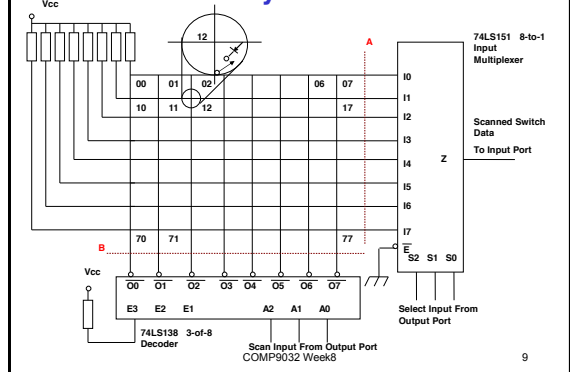 Vcc
12
A
74LS151 8-to-1
Input
Multiplexer
00 01 02 06 07
I0
I1
10 11 12 17
I2
I3
I4
I5
I6
I7
Z
Scanned Switch
Data
To Input Port
70 71 77
B
E
S2 S1 S0
Vcc
O0 O1 O2 O3 O4 O5 O6 O7
E3 E2 E1 A2 A1 A0
Select Input From
Output Port
74LS138 3-of-8
Decoder
Scan Input From Output Port
COMP9032 Week8
9